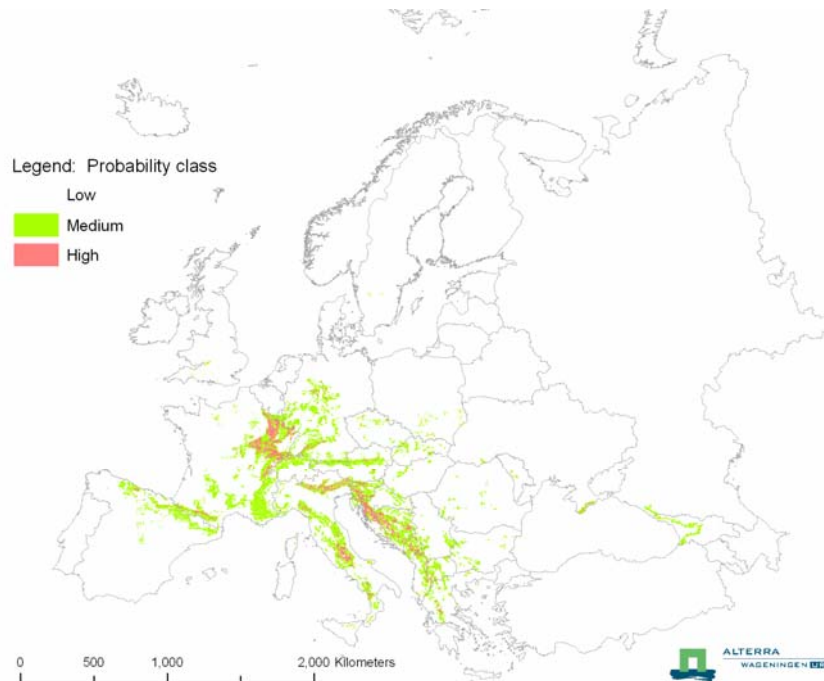 Legend: Probability class
Low
Medium
High
0 500 1,000 2,000 Kilometers
ALTERRA
WAGENINGEN UR